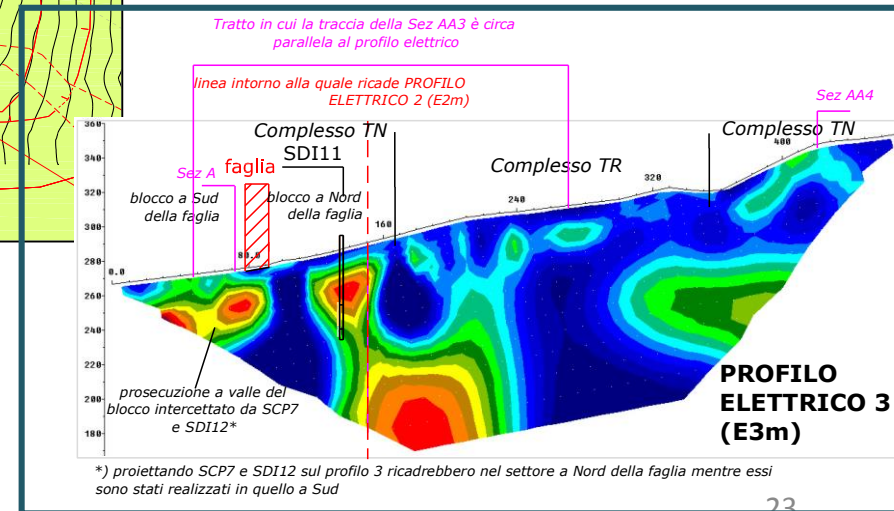 Tratto in cui la traccia della Sez AA3 è circa
parallela al profilo elettrico
linea intorno alla quale ricade PROFILO
ELETTRICO 2 (E2m)
Sez AA4
Complesso TN
Complesso TN
SDI11
Complesso TR
Sez A
faglia
blocco a Sud
della faglia
blocco a Nord
della faglia
360
340
320
300
280
260
240
220
200
180
0.0
80.0
160
240
320
400
prosecuzione a valle del
blocco intercettato da SCP7
e SDI12*
PROFILO
ELETTRICO 3
(E3m)
*) proiettando SCP7 e SDI12 sul profilo 3 ricadrebbero nel settore a Nord della faglia mentre essi
sono stati realizzati in quello a Sud
23